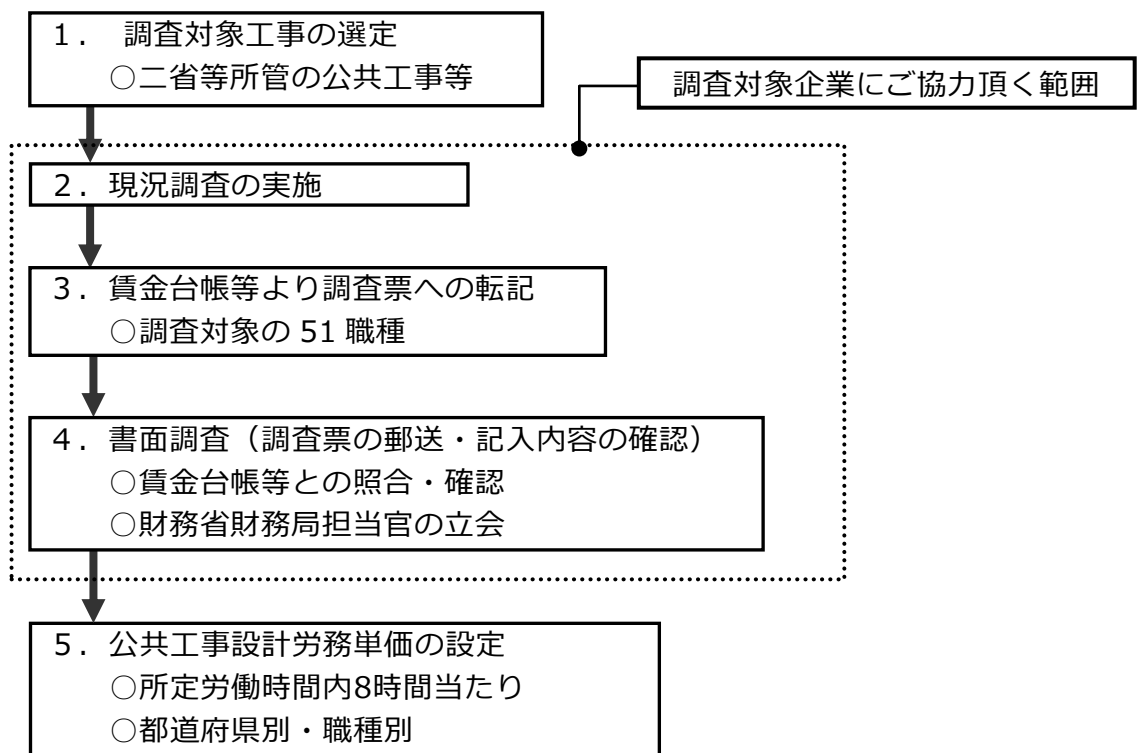 １． 調査対象工事の選定
○二省等所管の公共工事等
調査対象企業にご協力頂く範囲
２．現況調査の実施
３．賃金台帳等より調査票への転記
○調査対象の 51 職種
４．書面調査（調査票の郵送・記入内容の確認）
○賃金台帳等との照合・確認
○財務省財務局担当官の立会
５．公共工事設計労務単価の設定
○所定労働時間内8時間当たり
○都道府県別・職種別